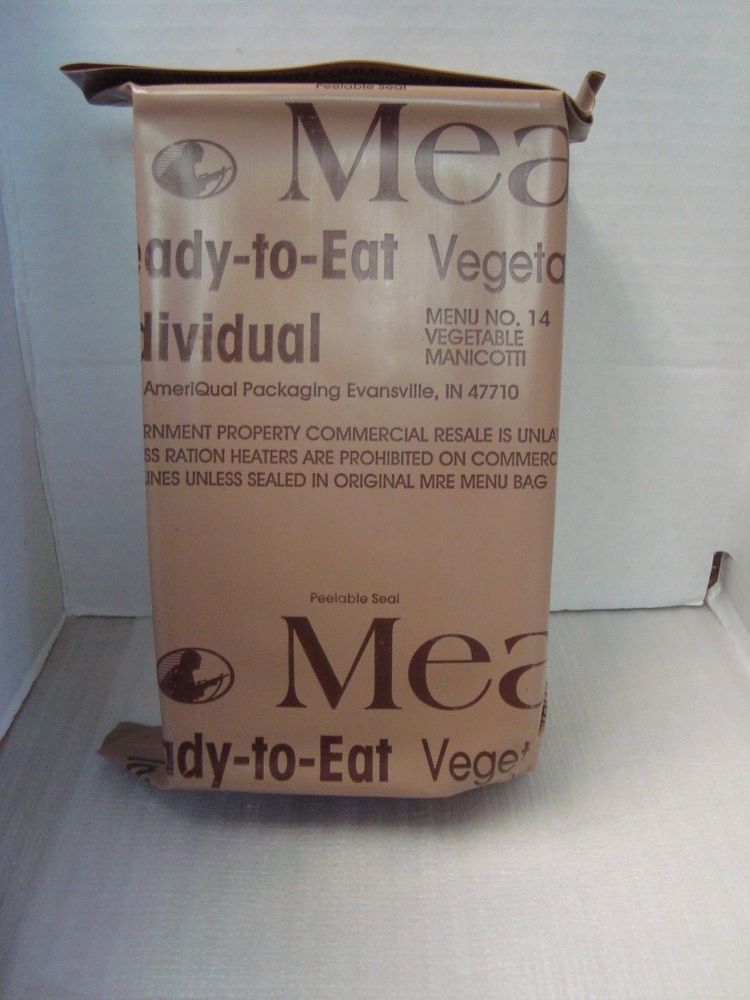 COMMERCIAL
Peelable Seal
Mea
eady-to-Eat Vegeta
dividual
MENU NO. 14
VEGETABLE
MANICOTTI
AmeriQual Packaging Evansville, IN 47710
RNMENT PROPERTY COMMERCIAL RESALE IS UNLA
SS RATION HEATERS ARE PROHIBITED ON COMMERC
INES UNLESS SEALED IN ORIGINAL MRE MENU BAG
Peelable Seal
Mea
ady-to-Eat Veget